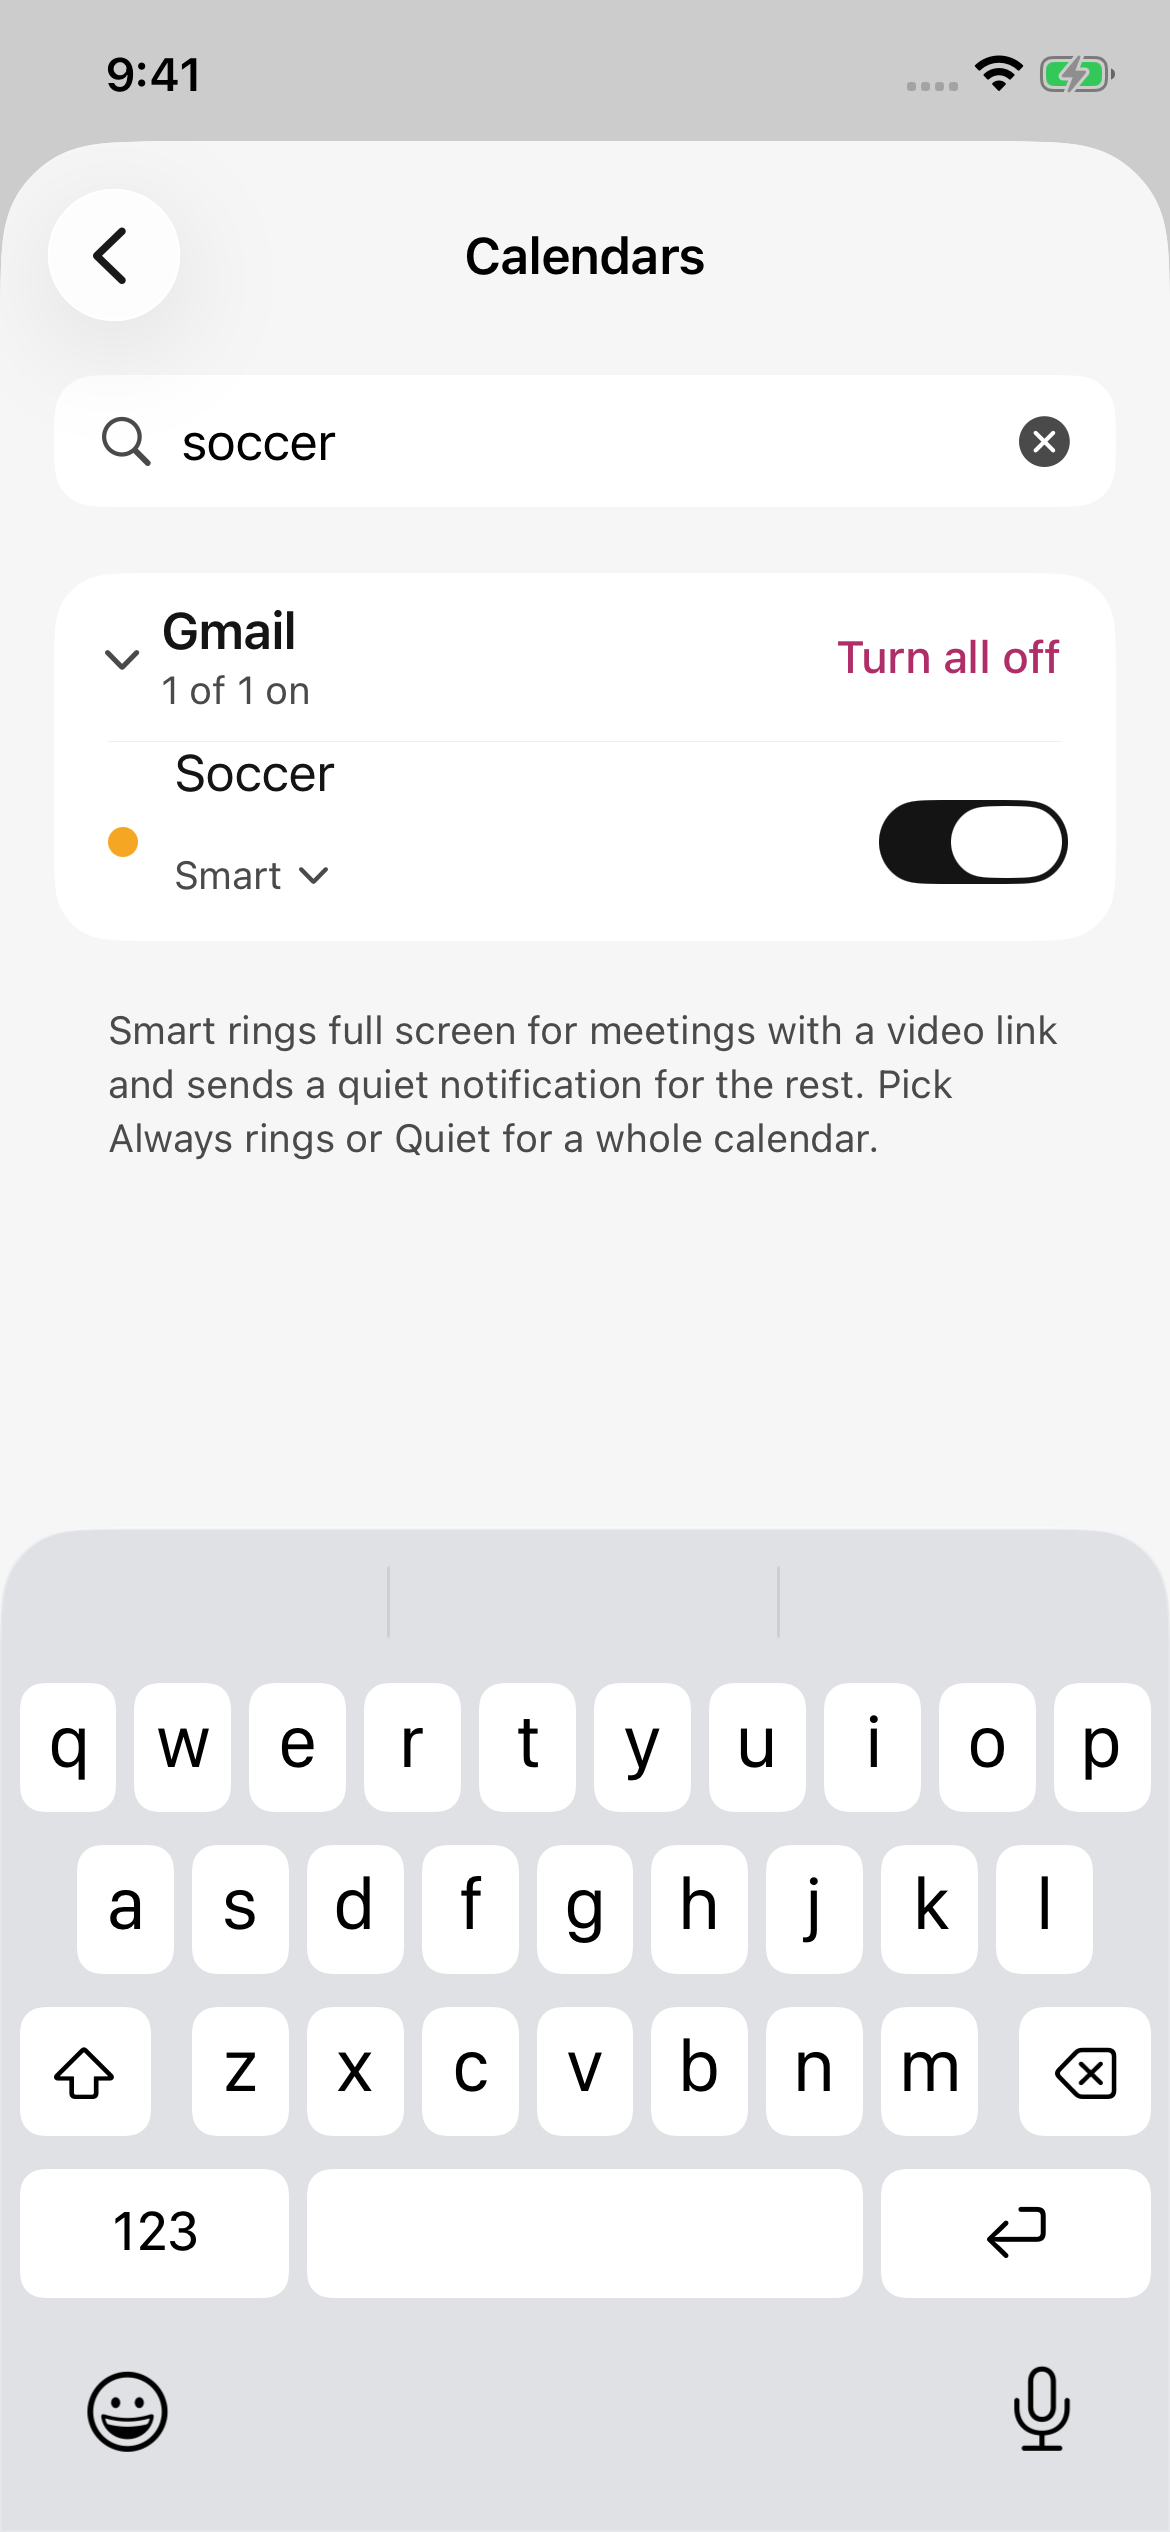 9:41
Calendars
soccer
Gmail
1 of 1 on
Turn all off
Soccer
Smart
Smart rings full screen for meetings with a video link
and sends a quiet notification for the rest. Pick
Always rings or Quiet for a whole calendar.
q w e r t y u i o p
a s d f g h j k l
z x c v b n m
123